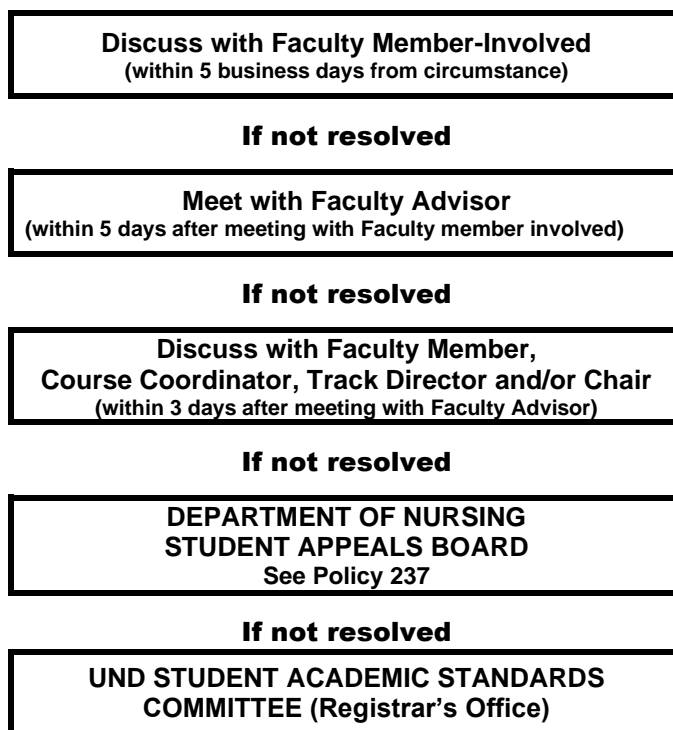 Discuss with Faculty Member-Involved
(within 5 business days from circumstance)
If not resolved
Meet with Faculty Advisor
(within 5 days after meeting with Faculty member involved)
If not resolved
Discuss with Faculty Member,
Course Coordinator, Track Director and/or Chair
(within 3 days after meeting with Faculty Advisor)
If not resolved
DEPARTMENT OF NURSING
STUDENT APPEALS BOARD
See Policy 237
If not resolved
UND STUDENT ACADEMIC STANDARDS
COMMITTEE (Registrar's Office)